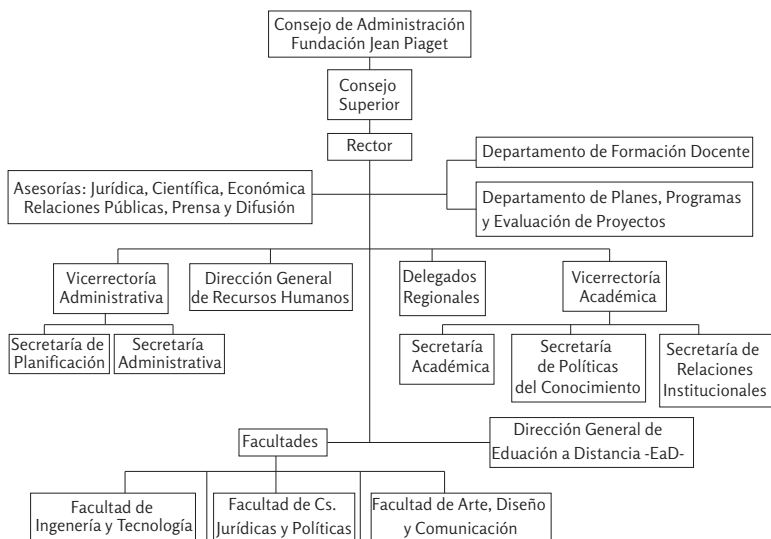 Consejo de Administración
Fundación Jean Piaget
Consejo
Superior
Rector
Departamento de Formación Docente
Asesorías: Jurídica, Científica, Económica
Relaciones Públicas, Prensa y Difusión
Departamento de Planes, Programas
y Evaluación de Proyectos
Vicerrectoría
Administrativa
Dirección General
de Recursos Humanos
Delegados
Regionales
Vicerrectoría
Académica
Secretaría de
Planificación
Secretaría
Administrativa
Secretaría
Académica
Secretaría
de Políticas
del Conocimiento
Secretaría de
Relaciones
Institucionales
Facultades
Dirección General de
Eduación a Distancia -EaD-
Facultad de
Ingenería y Tecnología
Facultad de Cs.
Jurídicas y Políticas
Facultad de Arte, Diseño
y Comunicación